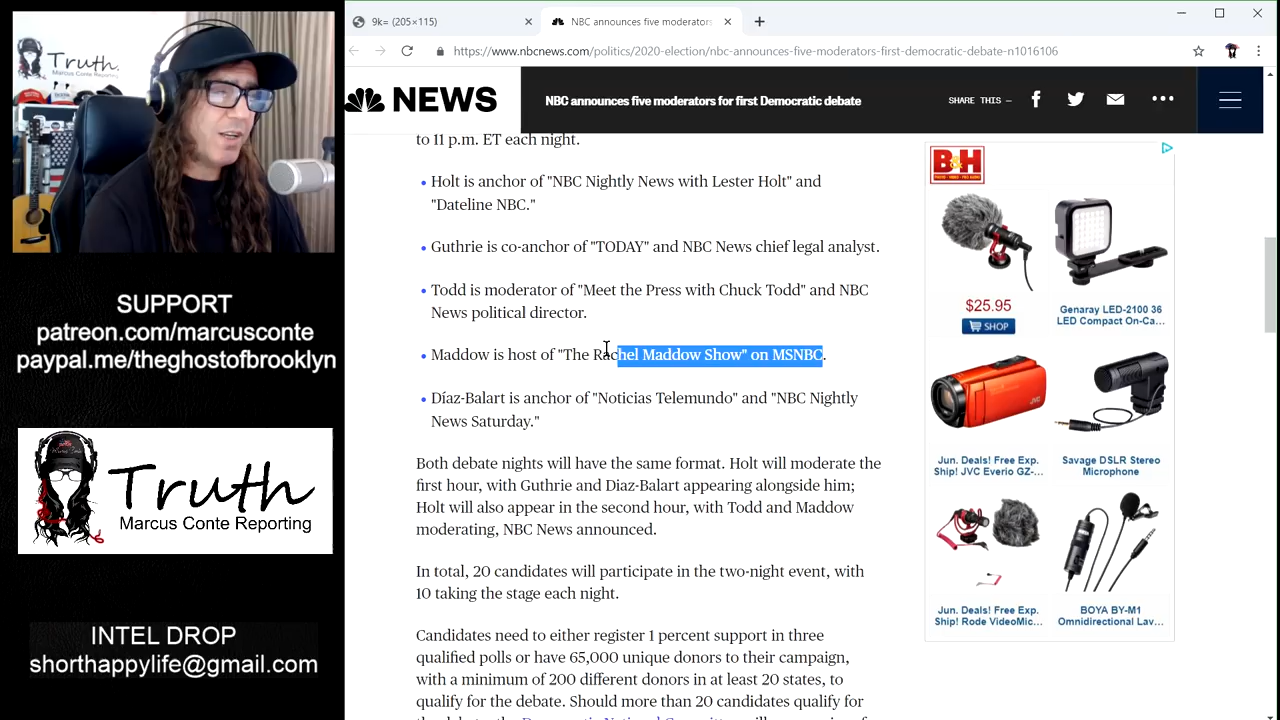 Truth.
Marcus Conte Reporting
SUPPORT
patreon.com/marcusconte
paypal.me/theghostofbrooklyn
Truth
Marcus Conte Reporting
INTEL DROP
shorthappylife@gmail.com
9k= (205×115)
NBC announces five moderators
https://www.nbcnews.com/politics/2020-election/nbc-announces-five-moderators-first-democratic-debate-n1016106
NEWS
NBC announces five moderators for first Democratic debate
SHARE THIS —
to 11 p.m. ET each night.
• Holt is anchor of "NBC Nightly News with Lester Holt" and
"Dateline NBC."
• Guthrie is co-anchor of "TODAY" and NBC News chief legal analyst.
• Todd is moderator of "Meet the Press with Chuck Todd" and NBC
News political director.
• Maddow is host of "The Rachel Maddow Show" on MSNBC.
• Díaz-Balart is anchor of "Noticias Telemundo" and "NBC Nightly
News Saturday."
Both debate nights will have the same format. Holt will moderate the
first hour, with Guthrie and Diaz-Balart appearing alongside him;
Holt will also appear in the second hour, with Todd and Maddow
moderating, NBC News announced.
In total, 20 candidates will participate in the two-night event, with
10 taking the stage each night.
Candidates need to either register 1 percent support in three
qualified polls or have 65,000 unique donors to their campaign,
with a minimum of 200 different donors in at least 20 states, to
qualify for the debate. Should more than 20 candidates qualify for
B&H
$25.95
SHOP
Genaray LED-2100 36
LED Compact On-Ca...
Jun. Deals! Free Exp.
Ship! JVC Everio GZ-...
Savage DSLR Stereo
Microphone
Jun. Deals! Free Exp.
Ship! Rode VideoMic...
BOYA BY-M1
Omnidirectional Lav...